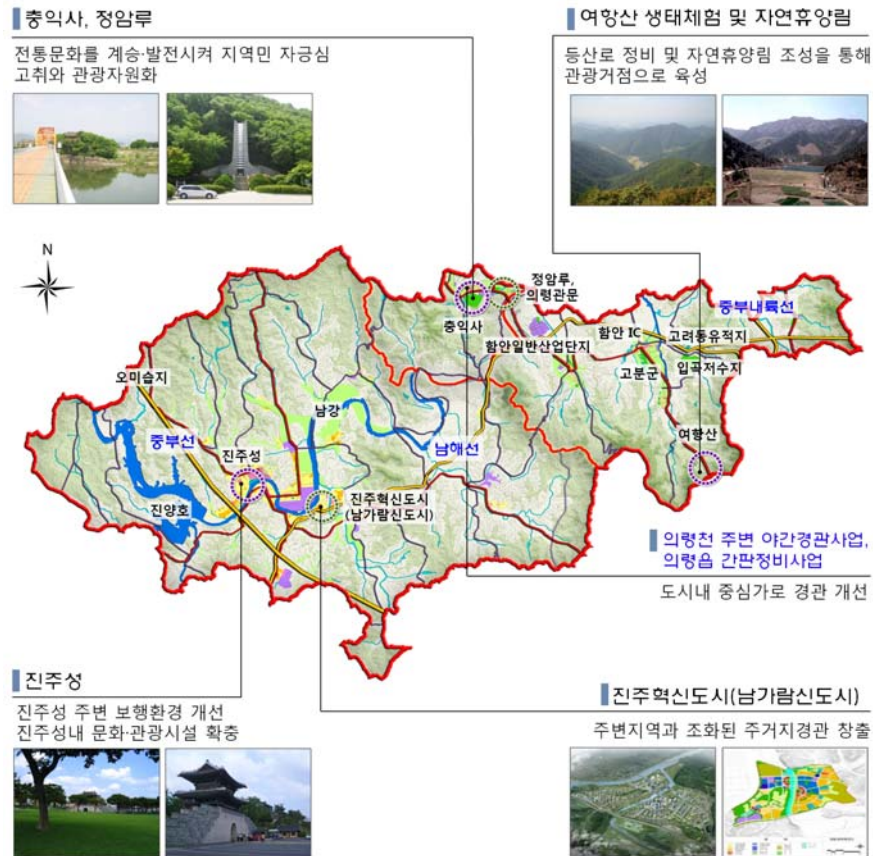 충익사, 정암루
전통문화를 계승·발전시켜 지역민 자긍심
고취와 관광자원화
여항산 생태체험 및 자연휴양림
등산로 정비 및 자연휴양림 조성을 통해
관광거점으로 육성
N
정암루,
의령관문
충익사
중부내륙선
함안 IC
고려동유적지
함안일반산업단지
고분군
입곡저수지
오미습지
남강
여항산
중부선
진주성
남해선
진양호
진주혁신도시
(남가람신도시)
의령천 주변 야간경관사업,
의령읍 간판정비사업
도시내 중심가로 경관 개선
진주성
진주성 주변 보행환경 개선
진주성내 문화·관광시설 확충
진주혁신도시(남가람신도시)
주변지역과 조화된 주거지경관 창출